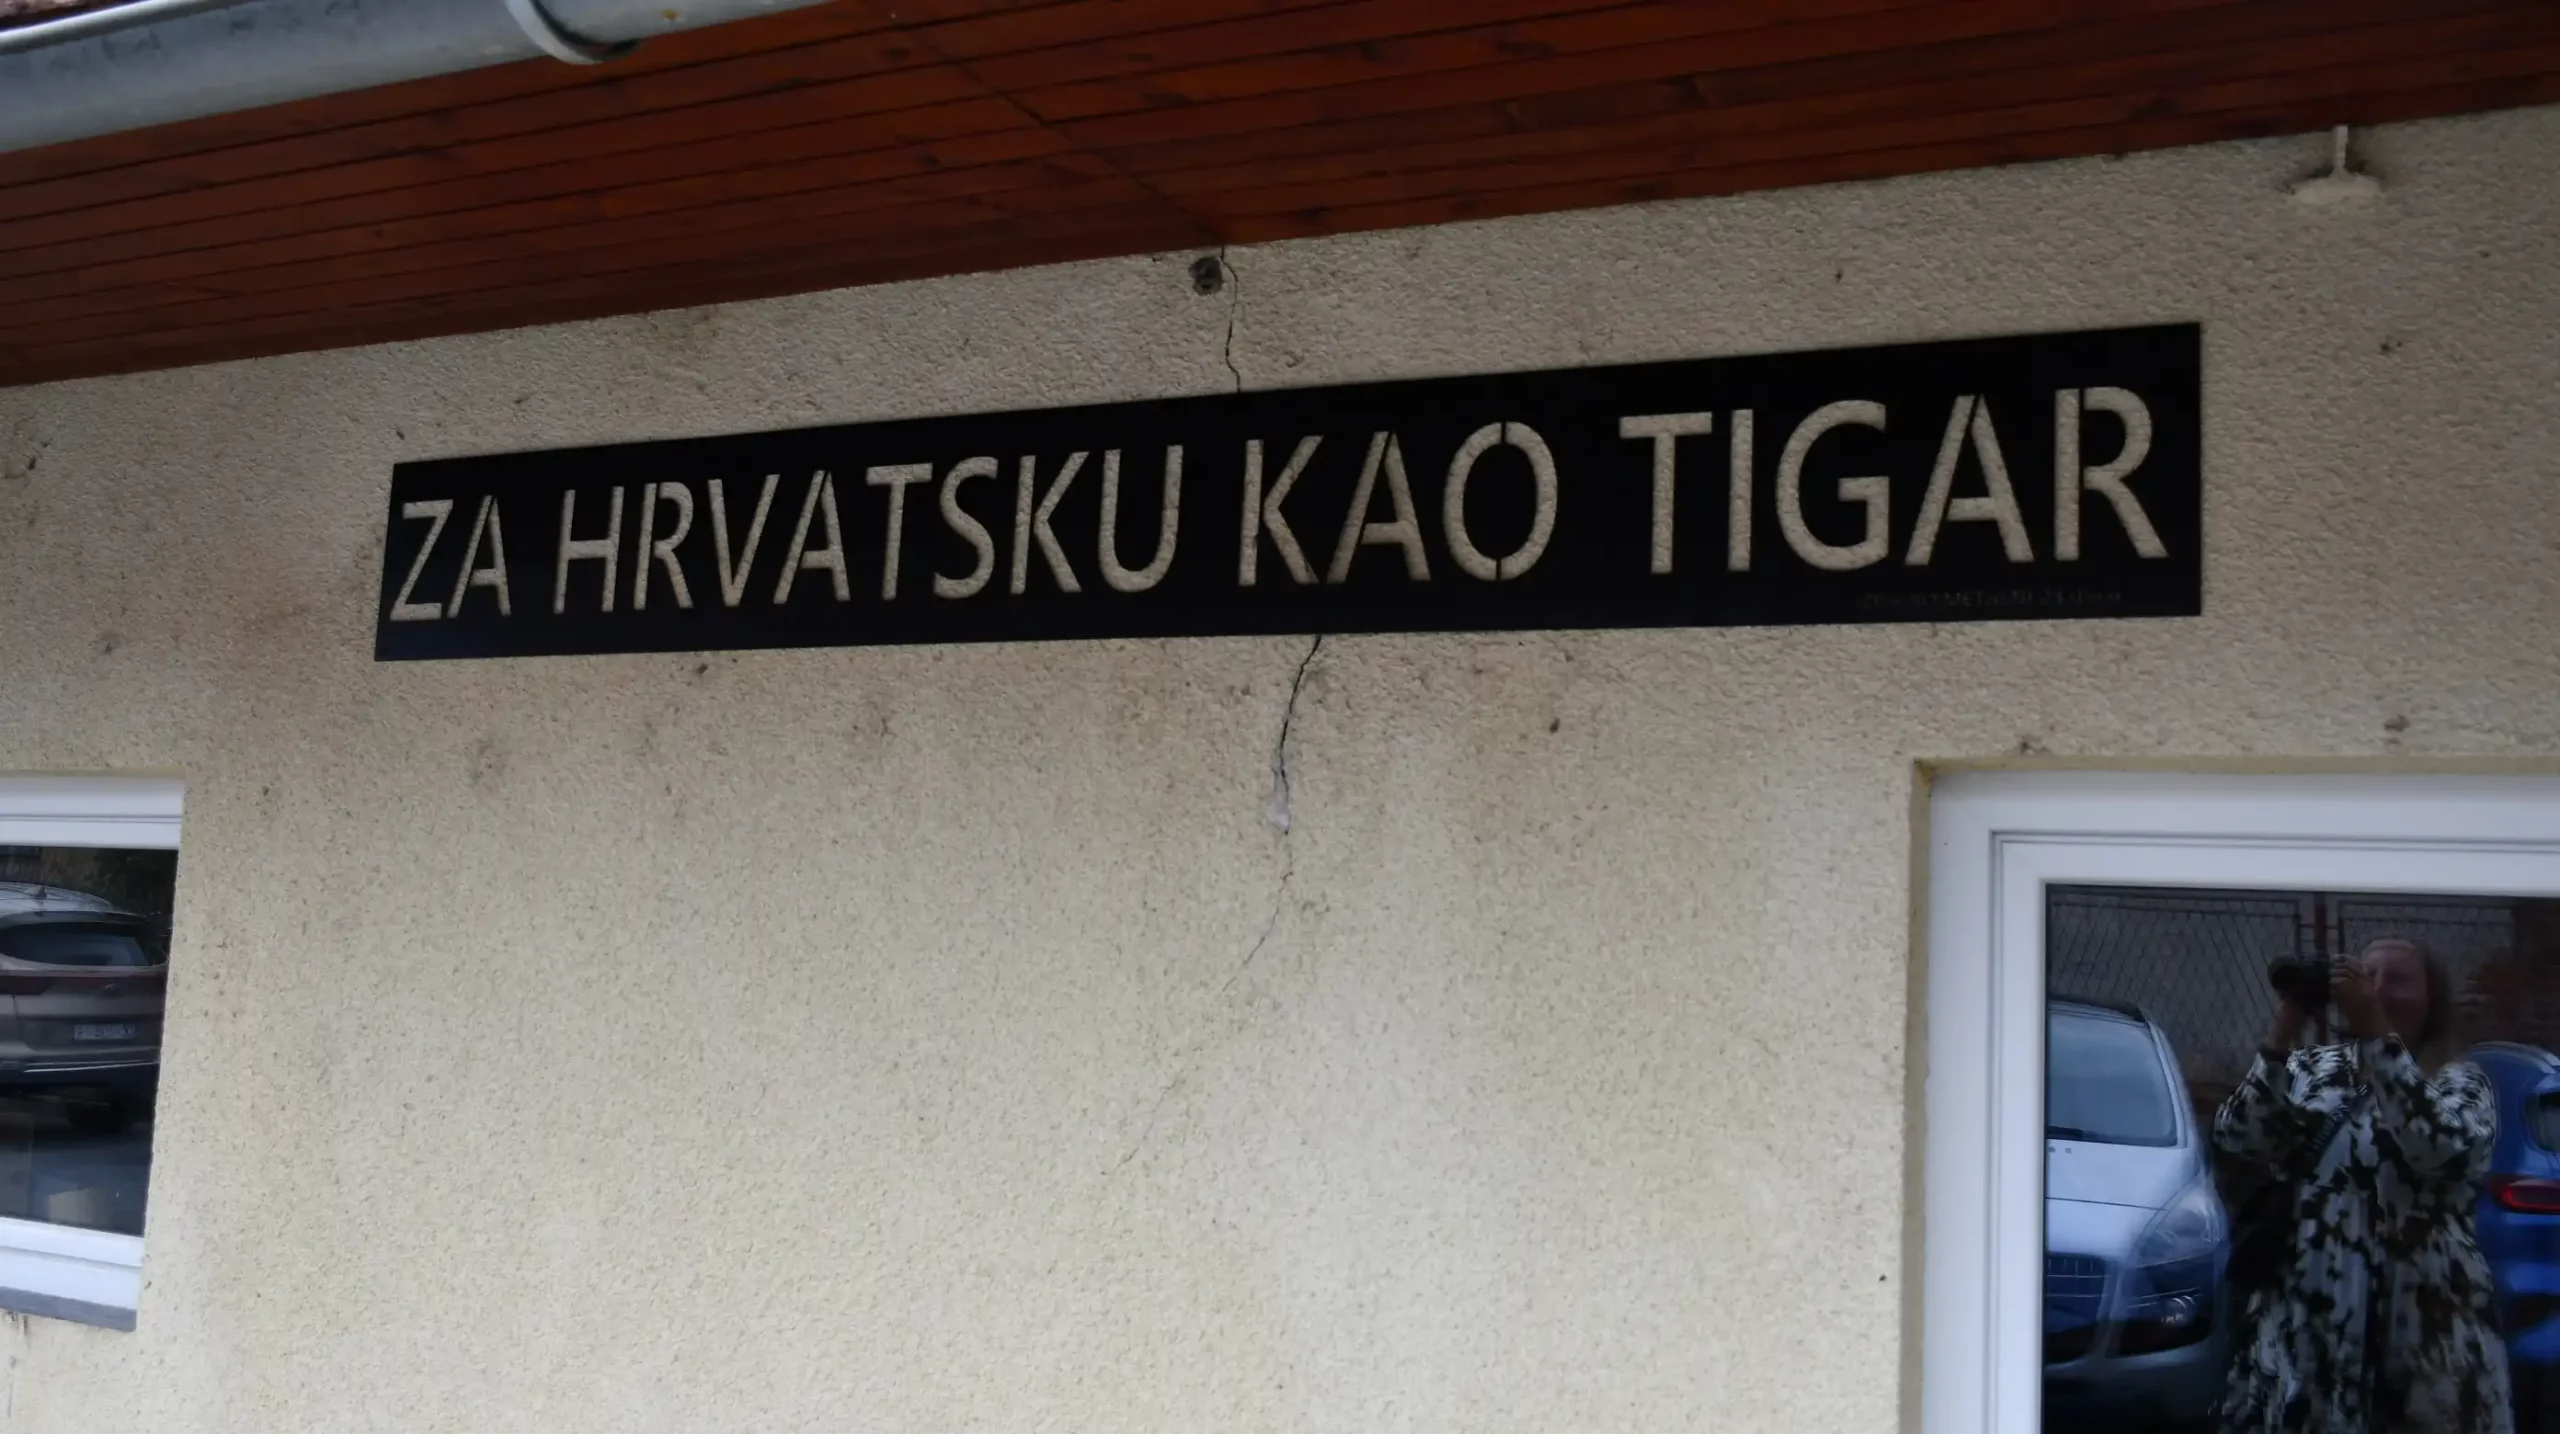 ZA HRVATSKU KAO TIGAR